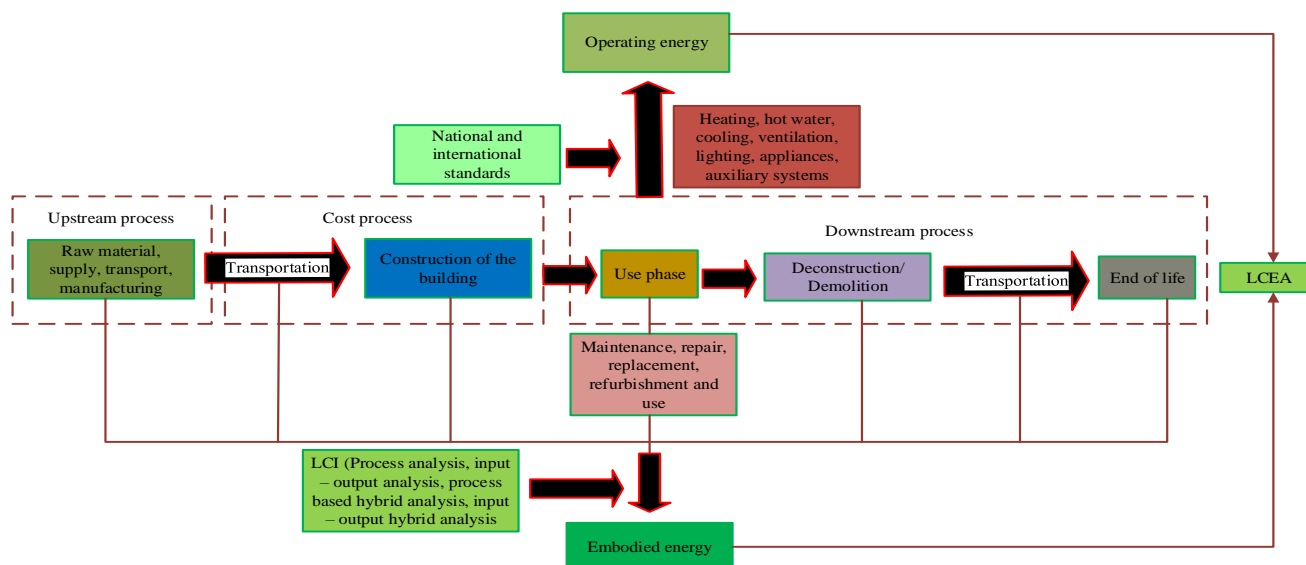 Operating energy
National and
international
standards
Heating, hot water,
cooling, ventilation,
lighting, appliances,
auxiliary systems
Upstream process
Cost process
Downstream process
Raw material,
supply, transport,
manufacturing
Transportation
Construction of the
building
Use phase
Deconstruction/
Demolition
Transportation
End of life
LCEA
Maintenance, repair,
replacement,
refurbishment and
use
LCI (Process analysis, input
– output analysis, process
based hybrid analysis, input
– output hybrid analysis
Embodied energy